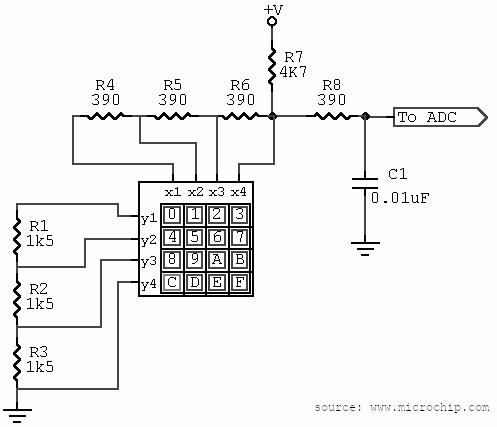 +V
R7
4K7
R4 R5 R6 R8
390 390 390 390
To ADC
C1
0.01uF
x1 x2 x3 x4
y1 0 1 2 3
y2 4 5 6 7
y3 8 9 A B
y4 C D E F
R1
1k5
R2
1k5
R3
1k5
source: www.microchip.com